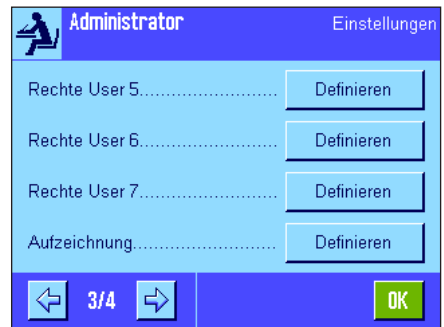 Administrator Einstellungen
Rechte User 5........................ Definieren
Rechte User 6........................ Definieren
Rechte User 7........................ Definieren
Aufzeichnung......................... Definieren
3/4 OK